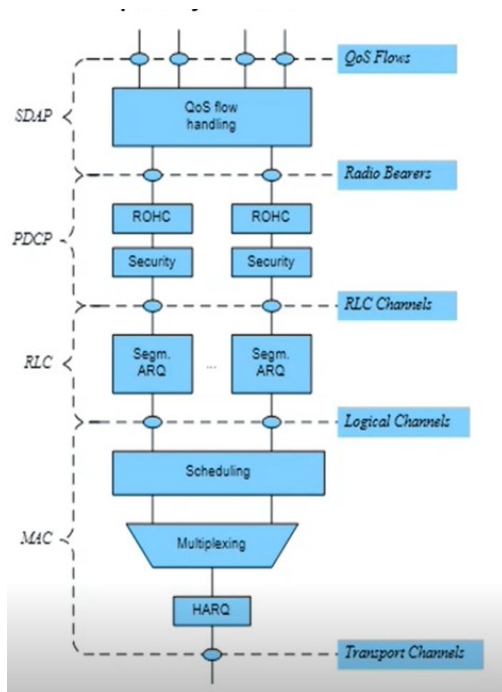 QoS Flows
QoS flow
handling
SDAP
Radio Bearers
ROHC
ROHC
PDCP
Security
Security
RLC Channels
Segm.
ARQ
...
Segm.
ARQ
RLC
Logical Channels
Scheduling
MAC
Multiplexing
HARQ
Transport Channels